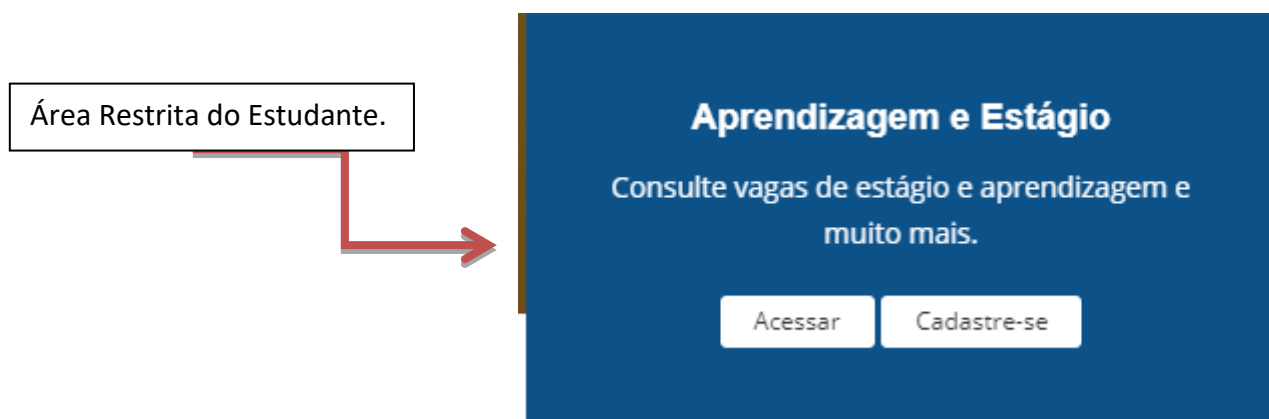 Área Restrita do Estudante.
Aprendizagem e Estágio
Consulte vagas de estágio e aprendizagem e
muito mais.
Acessar
Cadastre-se